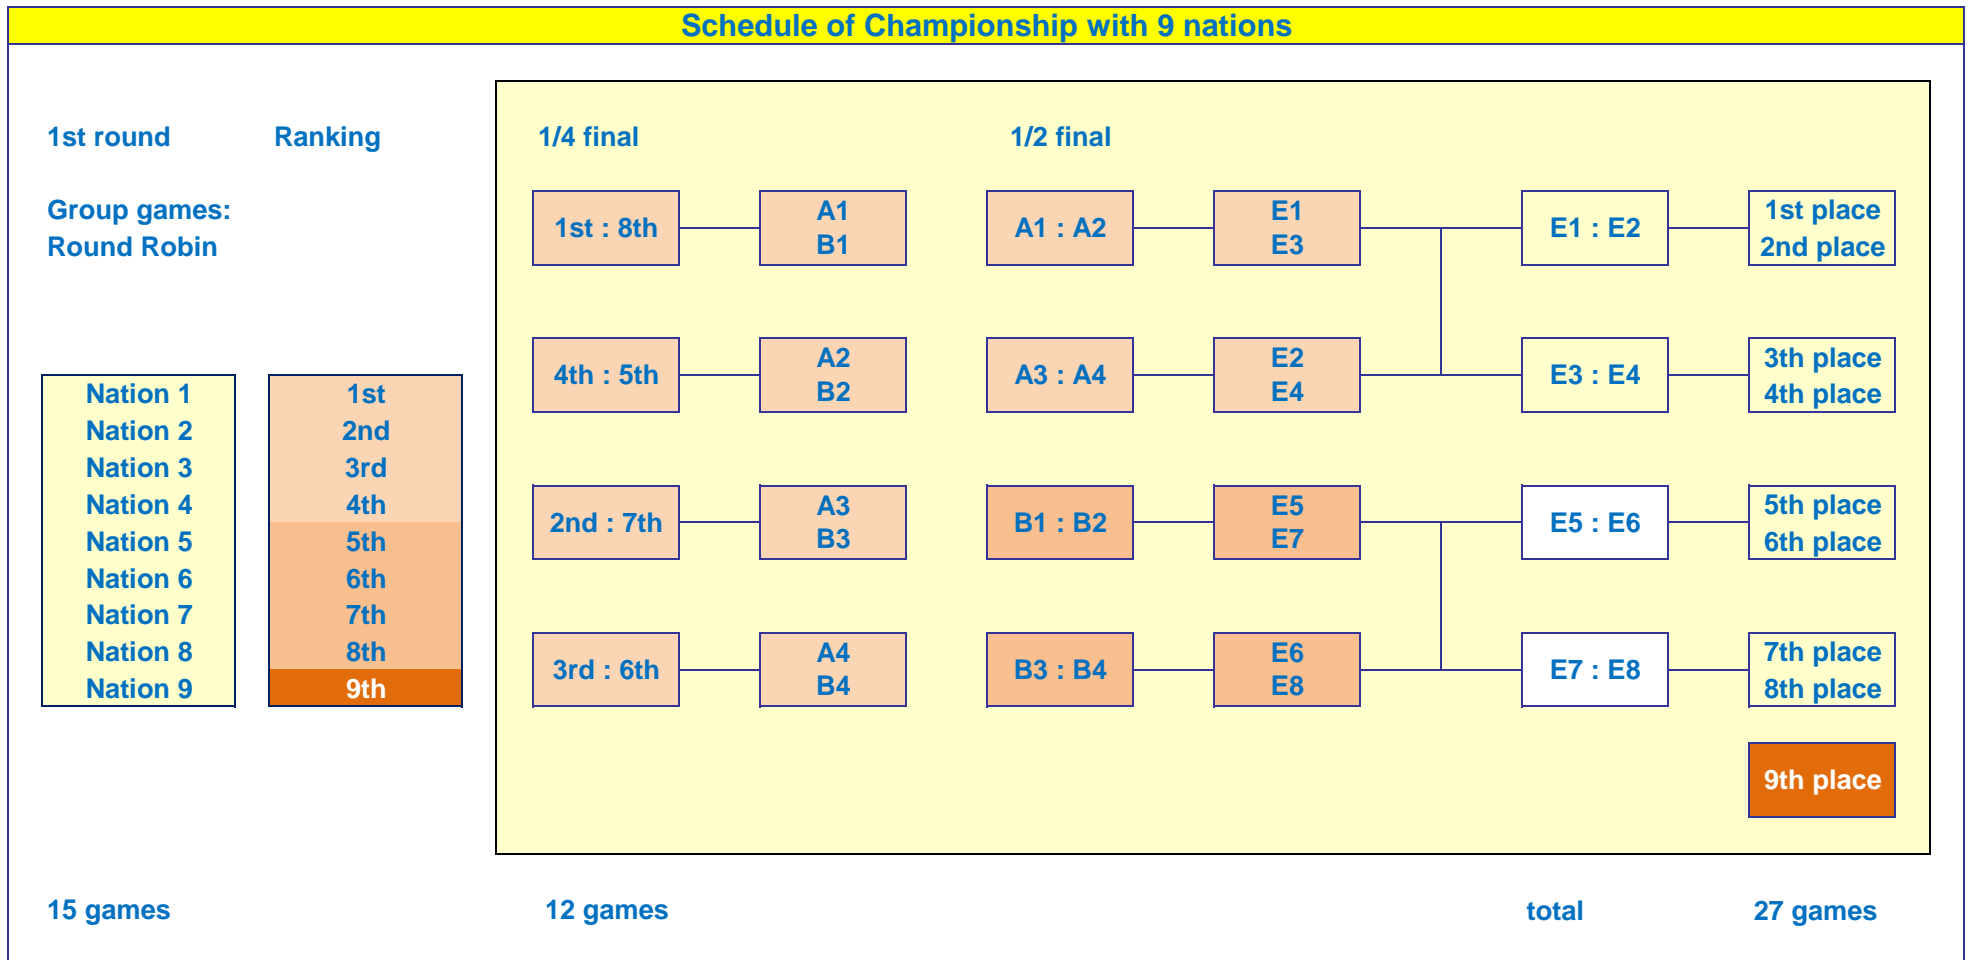 Schedule of Championship with 9 nations
1st round
Ranking
1/4 final
1/2 final
Group games:
Round Robin
1st : 8th
A1
B1
A1 : A2
E1
E3
E1 : E2
1st place
2nd place
4th : 5th
A2
B2
A3 : A4
E2
E4
E3 : E4
3th place
4th place
Nation 1
Nation 2
Nation 3
Nation 4
Nation 5
Nation 6
Nation 7
Nation 8
Nation 9
1st
2nd
3rd
4th
5th
6th
7th
8th
9th
2nd : 7th
A3
B3
B1 : B2
E5
E7
E5 : E6
5th place
6th place
3rd : 6th
A4
B4
B3 : B4
E6
E8
E7 : E8
7th place
8th place
9th place
15 games
12 games
total
27 games